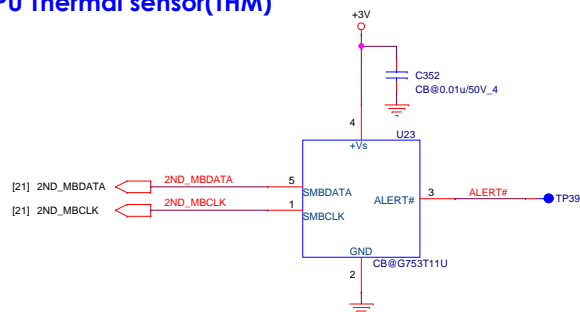 PU Thermal sensor(THM)
+3V
C352
CB@0.01u/50V_4
4
U23
+Vs
[21] 2ND_MBDATA
2ND_MBDATA
5
SMBDATA
ALERT#
3
ALERT#
TP39
[21] 2ND_MBCLK
2ND_MBCLK
1
SMBCLK
GND
CB@G753T11U
2